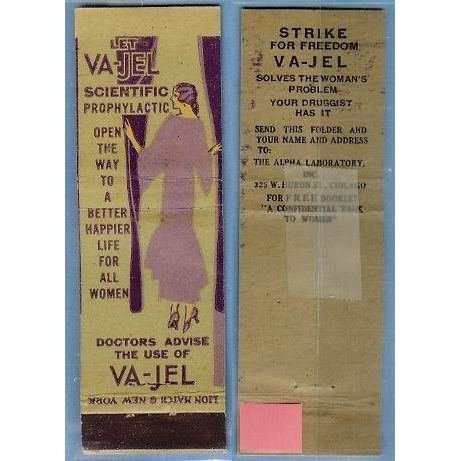 LET
VA-JEL
SCIENTIFIC
PROPHYLACTIC
OPEN
THE
WAY
TO
A
BETTER
HAPPIER
LIFE
FOR
ALL
WOMEN
DOCTORS ADVISE
THE USE OF
VA-JEL
LION MATCH © NEW YORK
STRIKE
FOR FREEDOM
VA-JEL
SOLVES THE WOMAN'S
PROBLEM
YOUR DRUGGIST
HAS IT
SEND THIS FOLDER AND
YOUR NAME AND ADDRESS
TO:
THE ALPHA LABORATORY,
INC.
325 W. HURON ST., CHICAGO
FOR FREE BOOKLET
"A CONFIDENTIAL TALK
TO WOMEN"